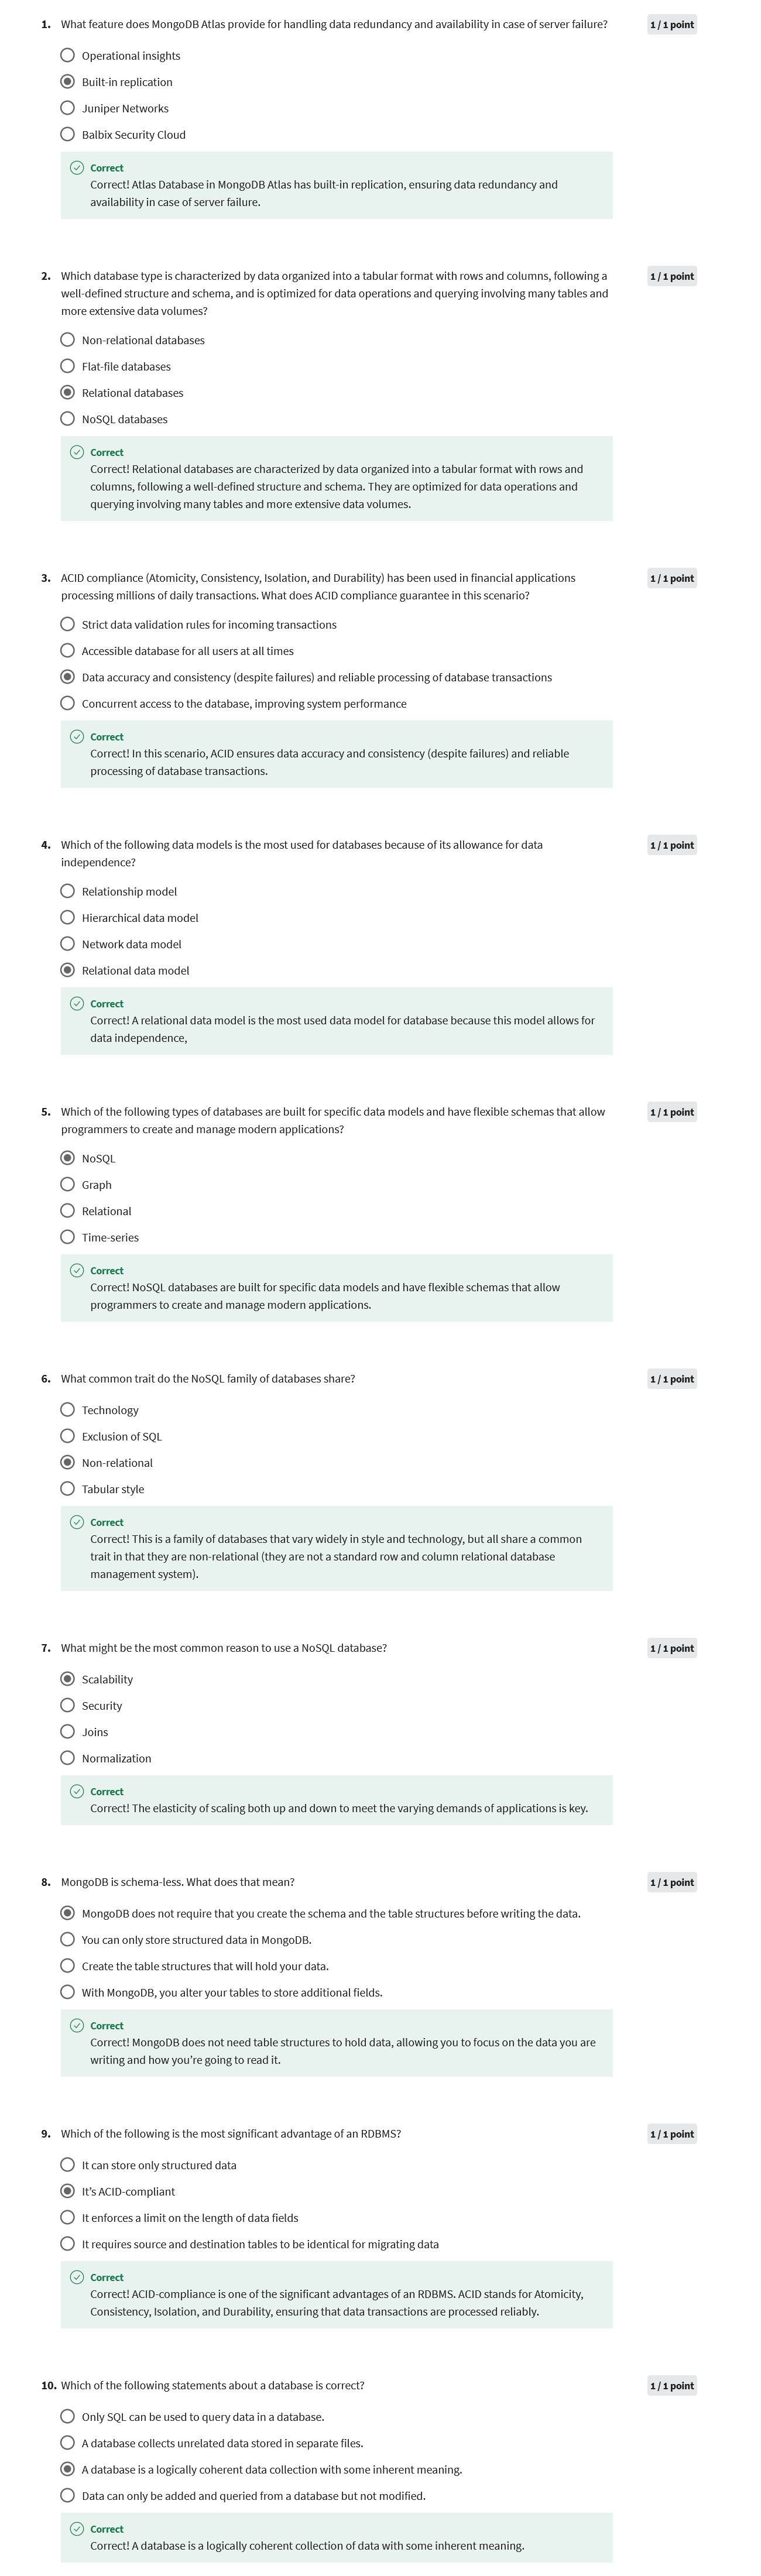 1. What feature does MongoDB Atlas provide for handling data redundancy and availability in case of server failure? 1 / 1 point
Operational insights
Built-in replication
Juniper Networks
Balbix Security Cloud
Correct
Correct! Atlas Database in MongoDB Atlas has built-in replication, ensuring data redundancy and
availability in case of server failure.
2. Which database type is characterized by data organized into a tabular format with rows and columns, following a 1 / 1 point
well-defined structure and schema, and is optimized for data operations and querying involving many tables and
more extensive data volumes?
Non-relational databases
Flat-file databases
Relational databases
NoSQL databases
Correct
Correct! Relational databases are characterized by data organized into a tabular format with rows and
columns, following a well-defined structure and schema. They are optimized for data operations and
querying involving many tables and more extensive data volumes.
3. ACID compliance (Atomicity, Consistency, Isolation, and Durability) has been used in financial applications 1 / 1 point
processing millions of daily transactions. What does ACID compliance guarantee in this scenario?
Strict data validation rules for incoming transactions
Accessible database for all users at all times
Data accuracy and consistency (despite failures) and reliable processing of database transactions
Concurrent access to the database, improving system performance
Correct
Correct! In this scenario, ACID ensures data accuracy and consistency (despite failures) and reliable
processing of database transactions.
4. Which of the following data models is the most used for databases because of its allowance for data 1 / 1 point
independence?
Relationship model
Hierarchical data model
Network data model
Relational data model
Correct
Correct! A relational data model is the most used data model for database because this model allows for
data independence,
5. Which of the following types of databases are built for specific data models and have flexible schemas that allow 1 / 1 point
programmers to create and manage modern applications?
NoSQL
Graph
Relational
Time-series
Correct
Correct! NoSQL databases are built for specific data models and have flexible schemas that allow
programmers to create and manage modern applications.
6. What common trait do the NoSQL family of databases share? 1 / 1 point
Technology
Exclusion of SQL
Non-relational
Tabular style
Correct
Correct! This is a family of databases that vary widely in style and technology, but all share a common
trait in that they are non-relational (they are not a standard row and column relational database
management system).
7. What might be the most common reason to use a NoSQL database? 1 / 1 point
Scalability
Security
Joins
Normalization
Correct
Correct! The elasticity of scaling both up and down to meet the varying demands of applications is key.
8. MongoDB is schema-less. What does that mean? 1 / 1 point
MongoDB does not require that you create the schema and the table structures before writing the data.
You can only store structured data in MongoDB.
Create the table structures that will hold your data.
With MongoDB, you alter your tables to store additional fields.
Correct
Correct! MongoDB does not need table structures to hold data, allowing you to focus on the data you are
writing and how you're going to read it.
9. Which of the following is the most significant advantage of an RDBMS? 1 / 1 point
It can store only structured data
It's ACID-compliant
It enforces a limit on the length of data fields
It requires source and destination tables to be identical for migrating data
Correct
Correct! ACID-compliance is one of the significant advantages of an RDBMS. ACID stands for Atomicity,
Consistency, Isolation, and Durability, ensuring that data transactions are processed reliably.
10. Which of the following statements about a database is correct? 1 / 1 point
Only SQL can be used to query data in a database.
A database collects unrelated data stored in separate files.
A database is a logically coherent data collection with some inherent meaning.
Data can only be added and queried from a database but not modified.
Correct
Correct! A database is a logically coherent collection of data with some inherent meaning.